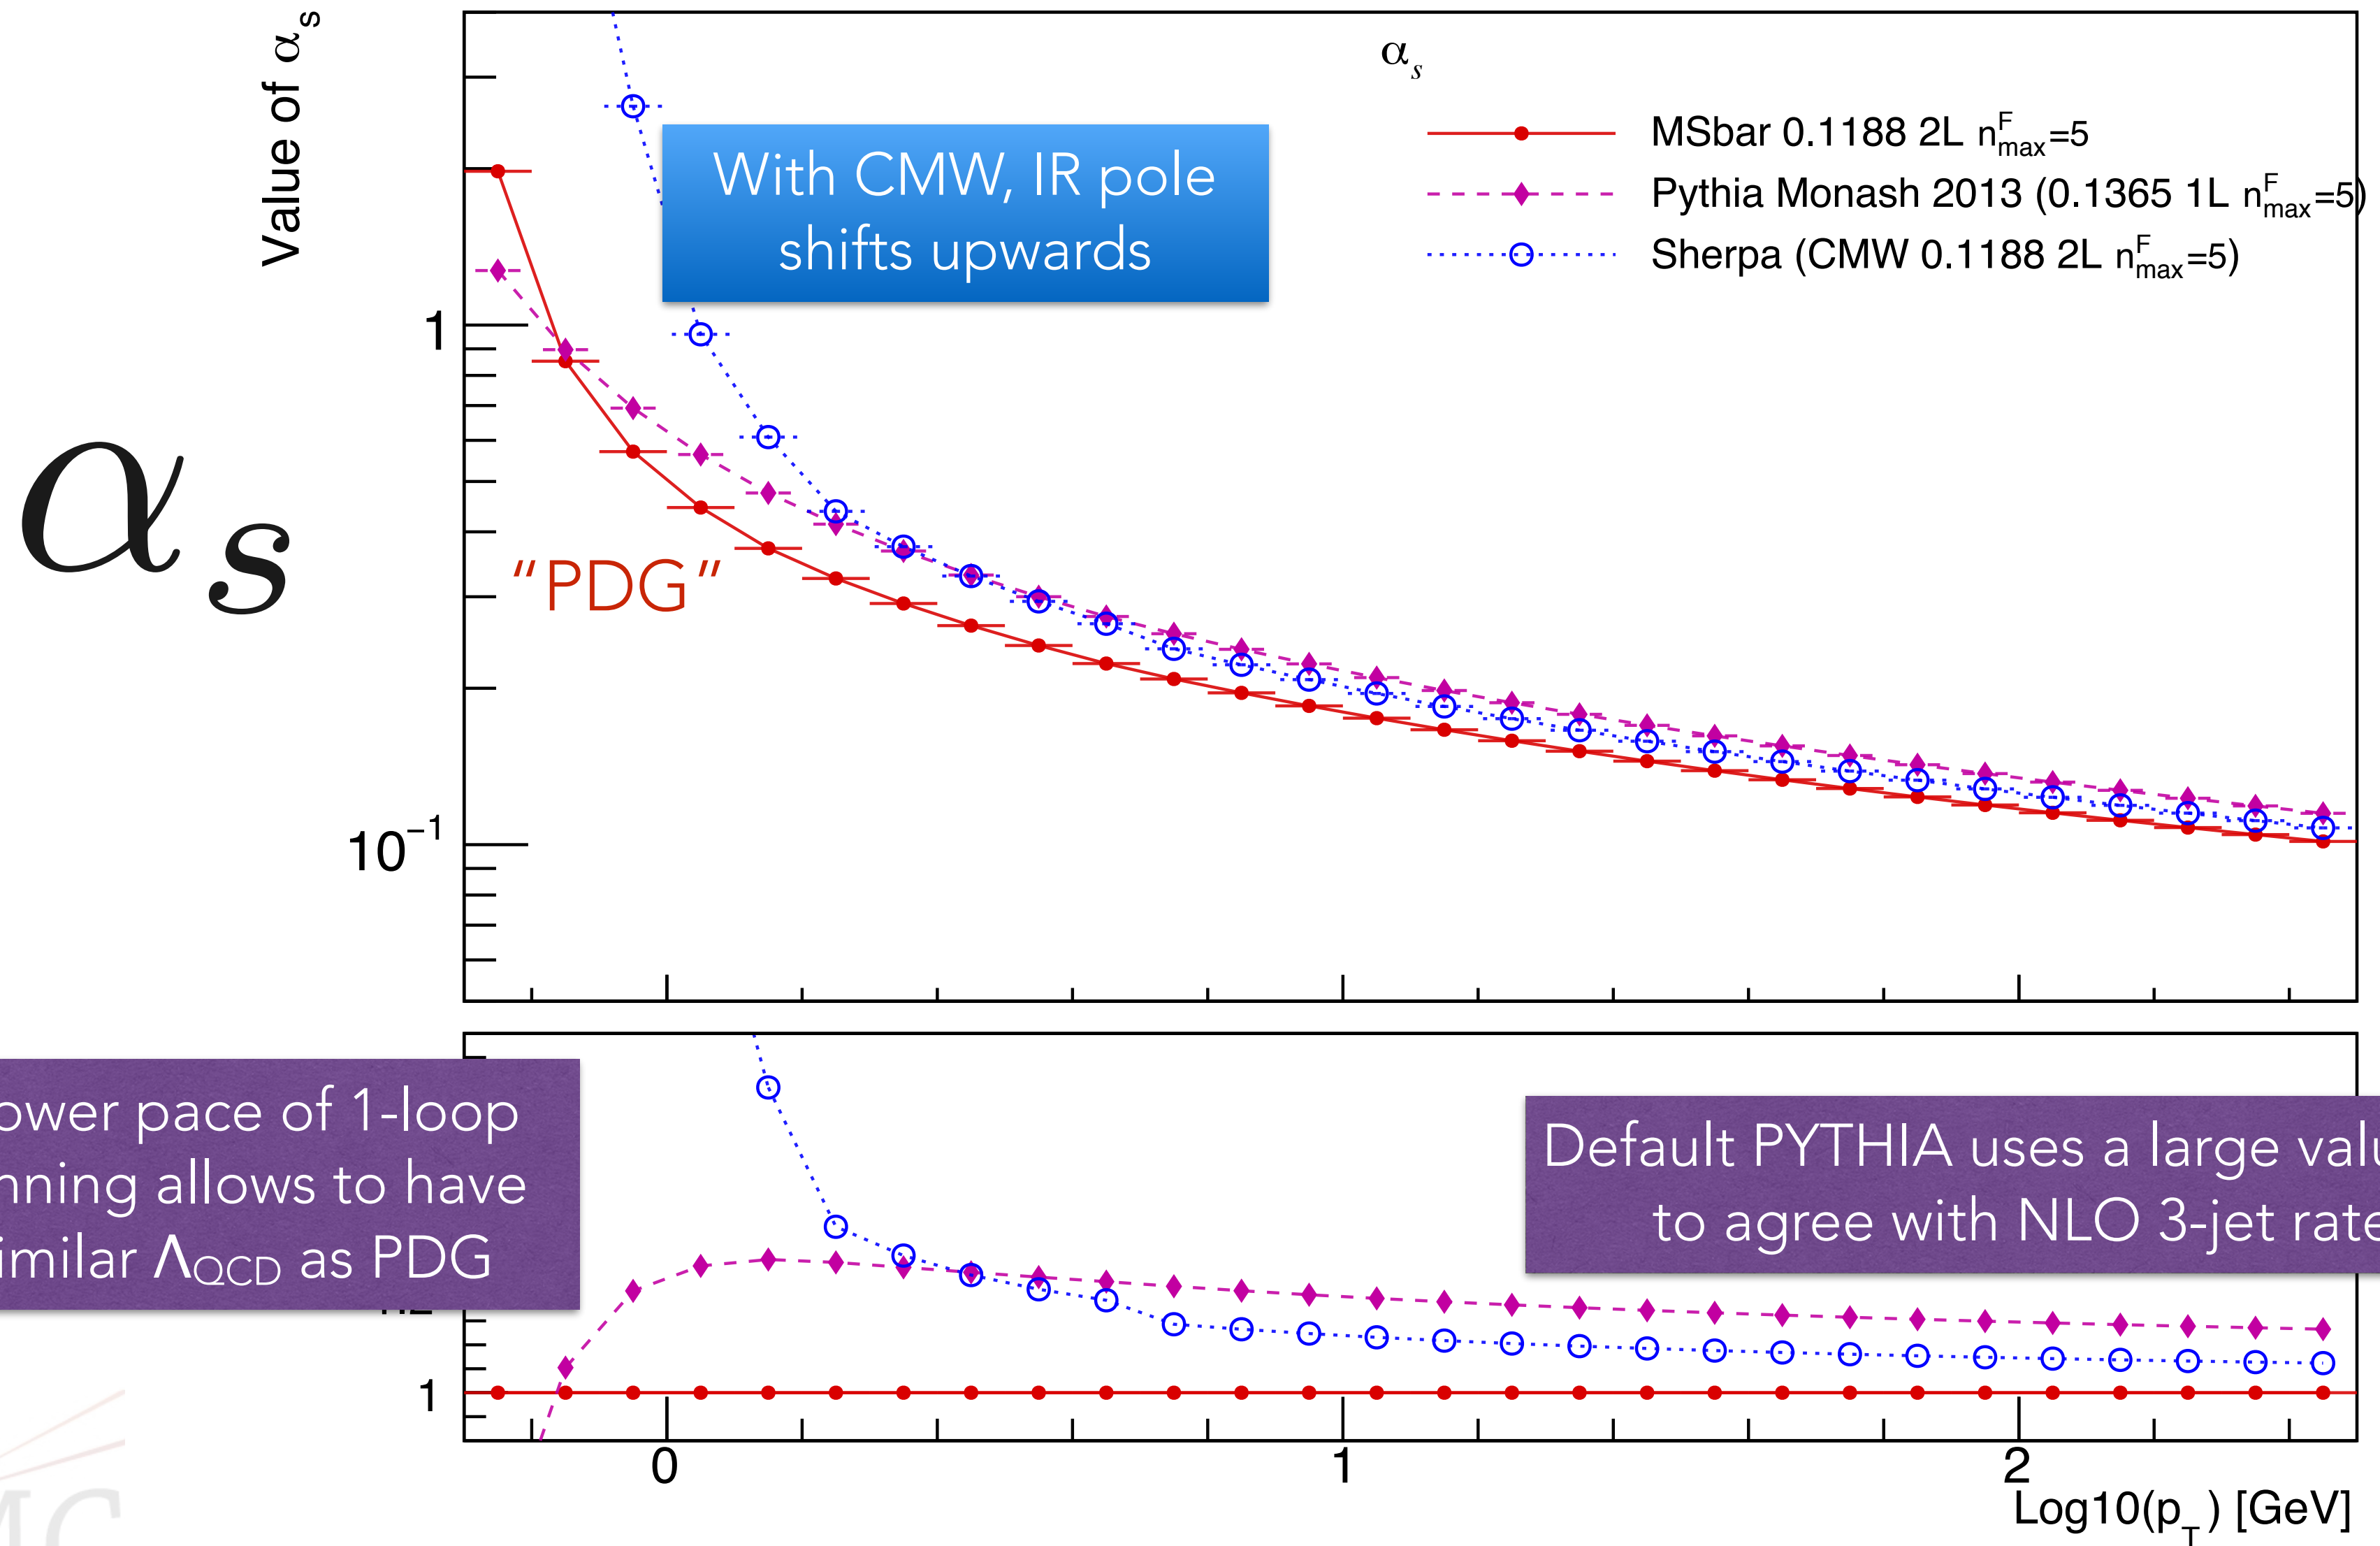 Value of αs
αs
MSbar 0.1188 2L n^F_max=5
Pythia Monash 2013 (0.1365 1L n^F_max=5)
Sherpa (CMW 0.1188 2L n^F_max=5)
With CMW, IR pole
shifts upwards
1
αs
“PDG”
10⁻¹
ower pace of 1-loop
nning allows to have
imilar ΛQCD as PDG
Default PYTHIA uses a large valu
to agree with NLO 3-jet rate
1
0 1 2
Log10(pT) [GeV]
MC